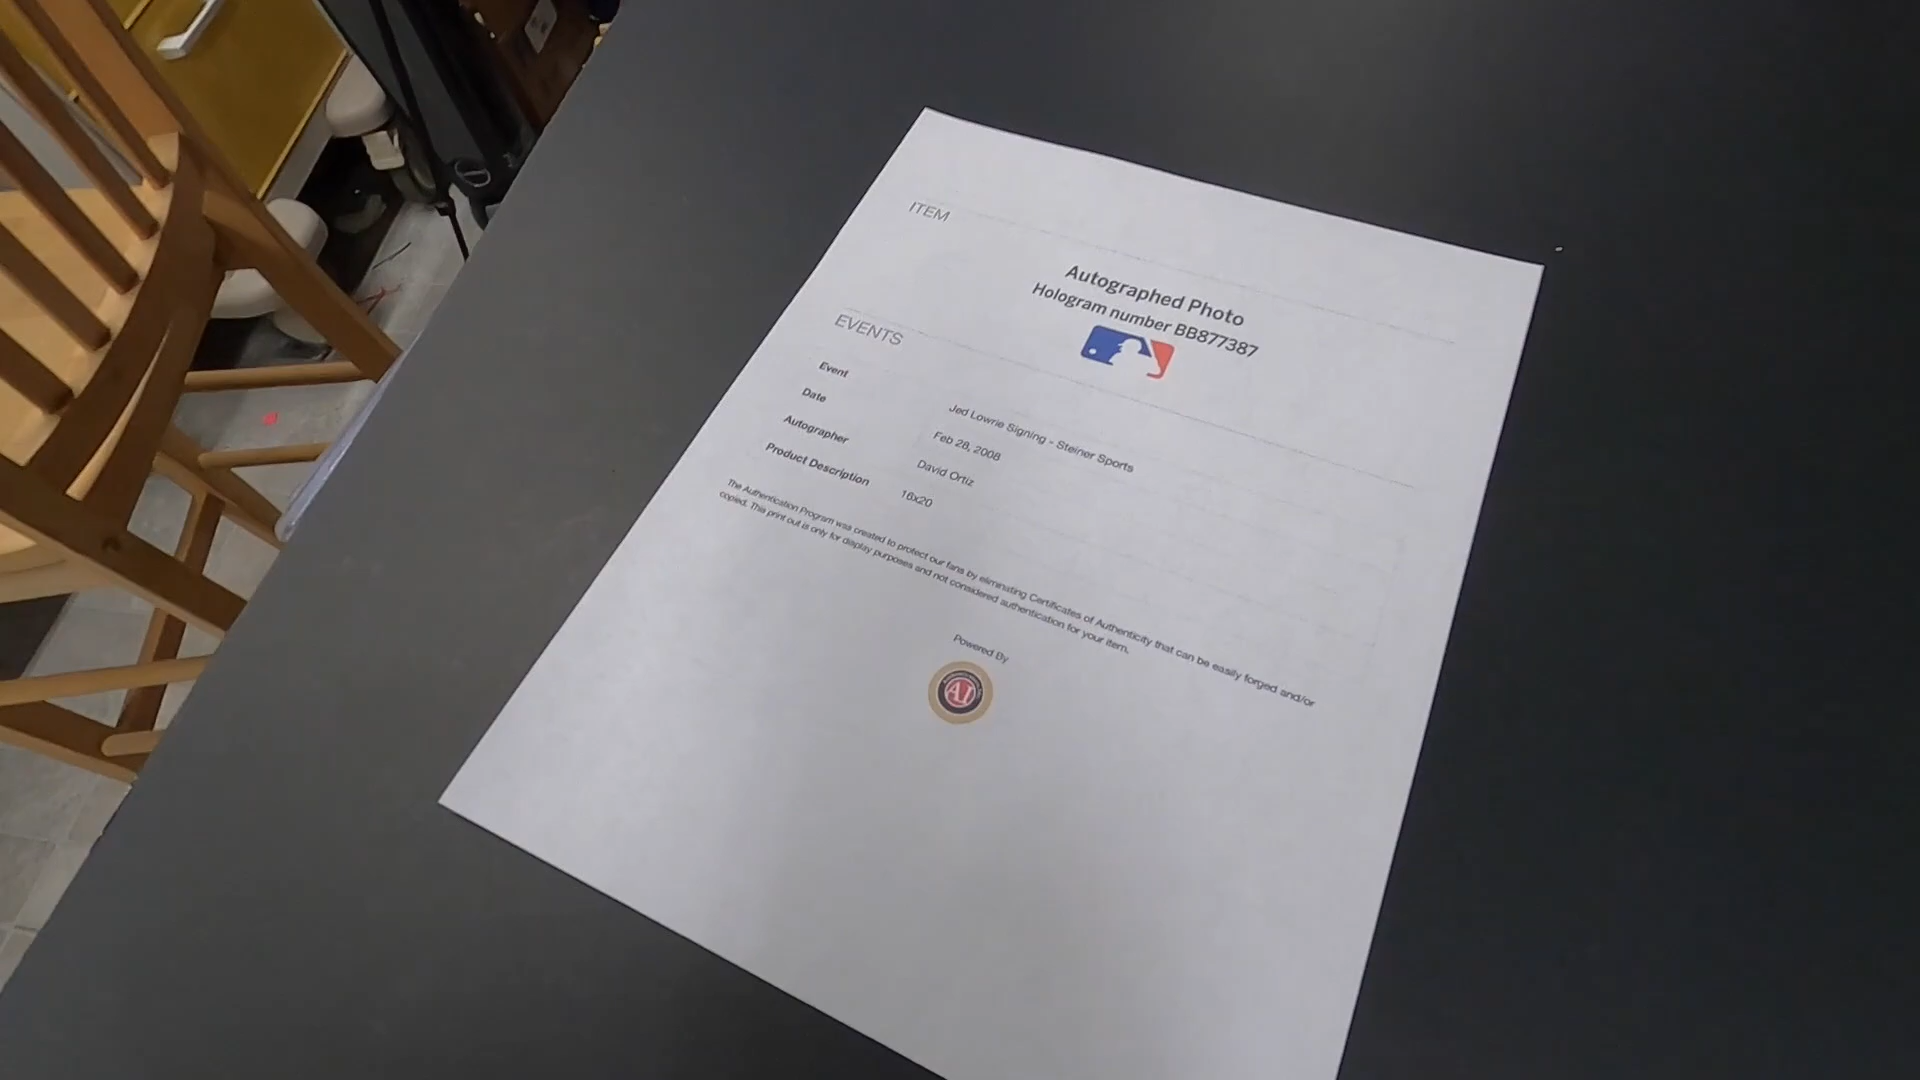 ITEM
Autographed Photo
Hologram number BB877387
EVENTS
Event Jed Lowrie Signing - Steiner Sports
Date Feb 28, 2008
Autographer David Ortiz
Product Description 16x20
The Authentication Program was created to protect our fans by eliminating Certificates of Authenticity that can be easily forged and/or
copied. This print out is only for display purposes and not considered authentication for your item.
Powered By
AI